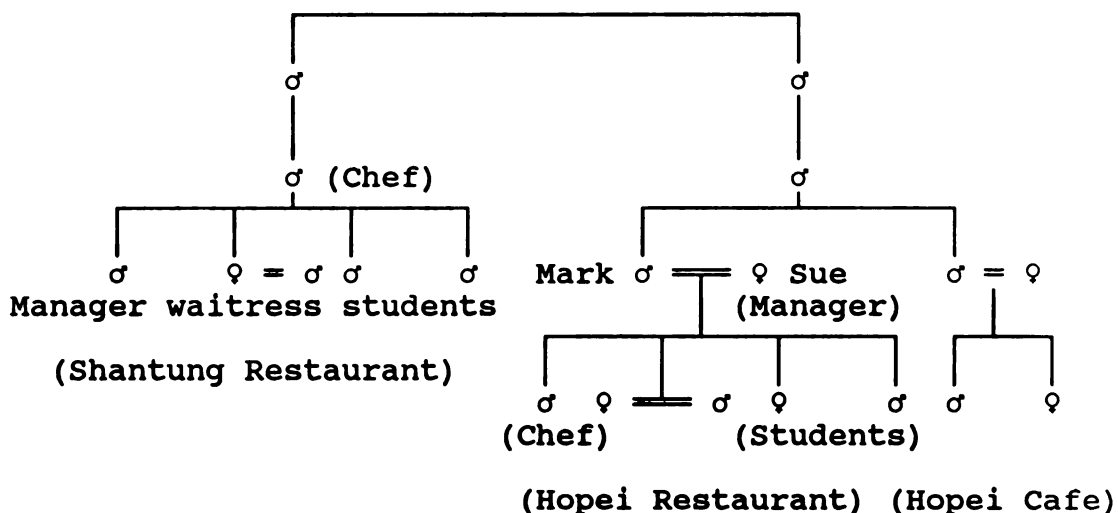 (Chef)
Mark Sue
Manager waitress students (Manager)
(Shantung Restaurant)
(Chef) (Students)
(Hopei Restaurant) (Hopei Cafe)